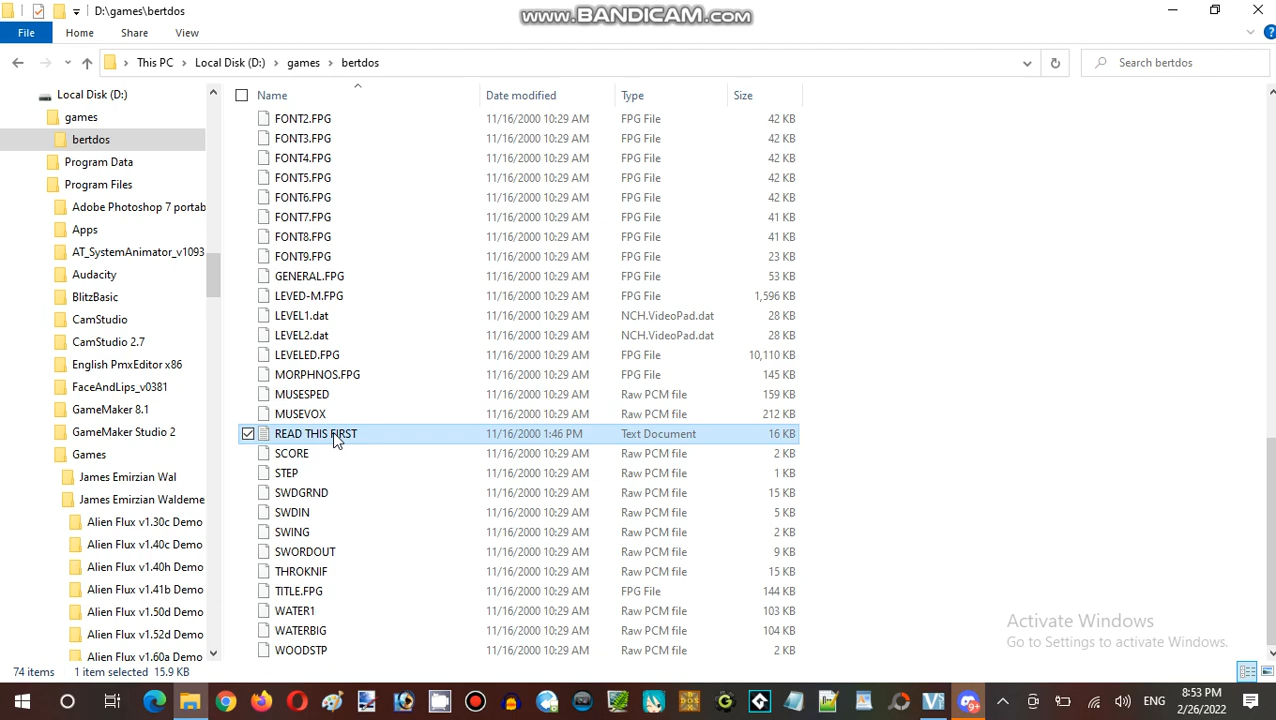 D:\games\bertdos
www.BANDICAM.com
File Home Share View
This PC Local Disk (D:) games bertdos Search bertdos
Local Disk (D:)
games
bertdos
Program Data
Program Files
Adobe Photoshop 7 portab
Apps
AT_SystemAnimator_v1093
Audacity
BlitzBasic
CamStudio
CamStudio 2.7
English PmxEditor x86
FaceAndLips_v0381
GameMaker 8.1
GameMaker Studio 2
Games
James Emirzian Wal
James Emirzian Waldeme
Alien Flux v1.30c Demo
Alien Flux v1.40c Demo
Alien Flux v1.40h Demo
Alien Flux v1.41b Demo
Alien Flux v1.50d Demo
Alien Flux v1.52d Demo
Alien Flux v1.60a Demo
Name Date modified Type Size
FONT2.FPG 11/16/2000 10:29 AM FPG File 42 KB
FONT3.FPG 11/16/2000 10:29 AM FPG File 42 KB
FONT4.FPG 11/16/2000 10:29 AM FPG File 42 KB
FONT5.FPG 11/16/2000 10:29 AM FPG File 42 KB
FONT6.FPG 11/16/2000 10:29 AM FPG File 42 KB
FONT7.FPG 11/16/2000 10:29 AM FPG File 41 KB
FONT8.FPG 11/16/2000 10:29 AM FPG File 41 KB
FONT9.FPG 11/16/2000 10:29 AM FPG File 23 KB
GENERAL.FPG 11/16/2000 10:29 AM FPG File 53 KB
LEVED-M.FPG 11/16/2000 10:29 AM FPG File 1,596 KB
LEVEL1.dat 11/16/2000 10:29 AM NCH.VideoPad.dat 28 KB
LEVEL2.dat 11/16/2000 10:29 AM NCH.VideoPad.dat 28 KB
LEVELED.FPG 11/16/2000 10:29 AM FPG File 10,110 KB
MORPHNOS.FPG 11/16/2000 10:29 AM FPG File 145 KB
MUSESPED 11/16/2000 10:29 AM Raw PCM file 159 KB
MUSEVOX 11/16/2000 10:29 AM Raw PCM file 212 KB
READ THIS FIRST 11/16/2000 1:46 PM Text Document 16 KB
SCORE 11/16/2000 10:29 AM Raw PCM file 2 KB
STEP 11/16/2000 10:29 AM Raw PCM file 1 KB
SWDGRND 11/16/2000 10:29 AM Raw PCM file 15 KB
SWDIN 11/16/2000 10:29 AM Raw PCM file 5 KB
SWING 11/16/2000 10:29 AM Raw PCM file 2 KB
SWORDOUT 11/16/2000 10:29 AM Raw PCM file 9 KB
THROKNIF 11/16/2000 10:29 AM Raw PCM file 15 KB
TITLE.FPG 11/16/2000 10:29 AM FPG File 144 KB
WATER1 11/16/2000 10:29 AM Raw PCM file 103 KB
WATERBIG 11/16/2000 10:29 AM Raw PCM file 104 KB
WOODSTP 11/16/2000 10:29 AM Raw PCM file 2 KB
Activate Windows
Go to Settings to activate Windows.
74 items 1 item selected 15.9 KB
ENG
8:53 PM
2/26/2022